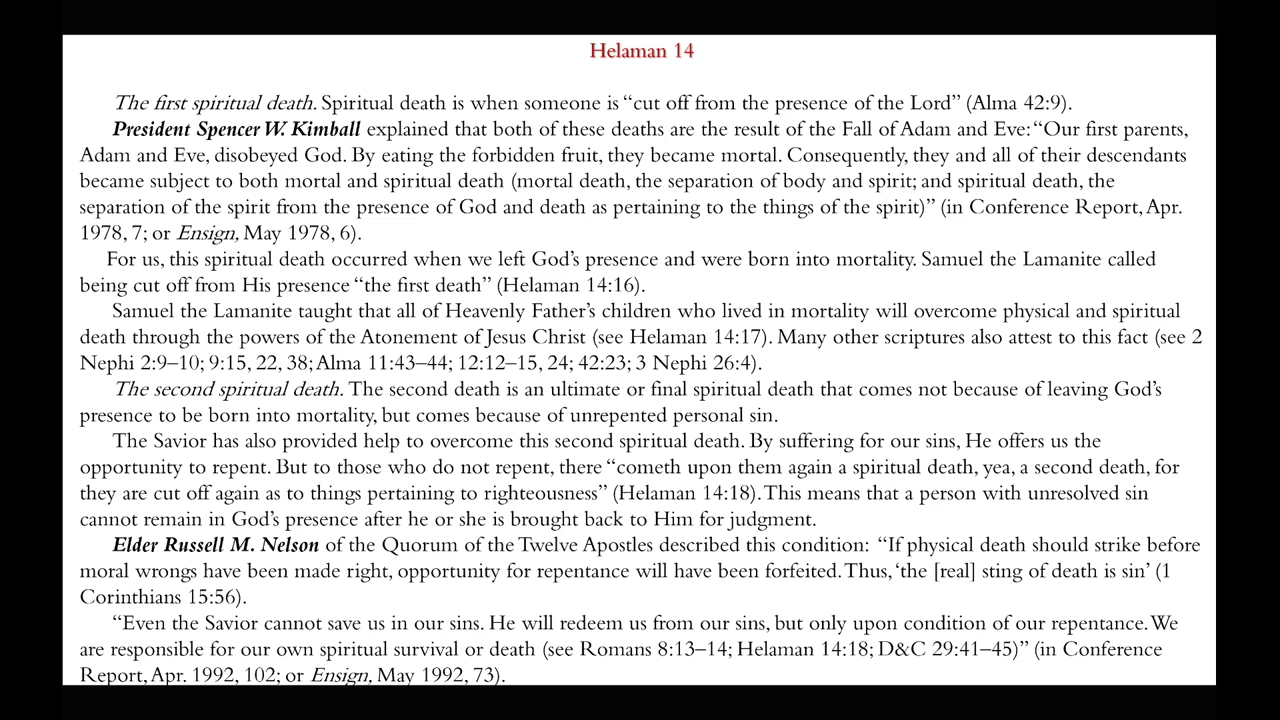 Helaman 14
The first spiritual death. Spiritual death is when someone is “cut off from the presence of the Lord” (Alma 42:9).
President Spencer W. Kimball explained that both of these deaths are the result of the Fall of Adam and Eve: “Our first parents,
Adam and Eve, disobeyed God. By eating the forbidden fruit, they became mortal. Consequently, they and all of their descendants
became subject to both mortal and spiritual death (mortal death, the separation of body and spirit; and spiritual death, the
separation of the spirit from the presence of God and death as pertaining to the things of the spirit)” (in Conference Report, Apr.
1978, 7; or Ensign, May 1978, 6).
For us, this spiritual death occurred when we left God’s presence and were born into mortality. Samuel the Lamanite called
being cut off from His presence “the first death” (Helaman 14:16).
Samuel the Lamanite taught that all of Heavenly Father’s children who lived in mortality will overcome physical and spiritual
death through the powers of the Atonement of Jesus Christ (see Helaman 14:17). Many other scriptures also attest to this fact (see 2
Nephi 2:9–10; 9:15, 22, 38; Alma 11:43–44; 12:12–15, 24; 42:23; 3 Nephi 26:4).
The second spiritual death. The second death is an ultimate or final spiritual death that comes not because of leaving God’s
presence to be born into mortality, but comes because of unrepented personal sin.
The Savior has also provided help to overcome this second spiritual death. By suffering for our sins, He offers us the
opportunity to repent. But to those who do not repent, there “cometh upon them again a spiritual death, yea, a second death, for
they are cut off again as to things pertaining to righteousness” (Helaman 14:18). This means that a person with unresolved sin
cannot remain in God’s presence after he or she is brought back to Him for judgment.
Elder Russell M. Nelson of the Quorum of the Twelve Apostles described this condition: “If physical death should strike before
moral wrongs have been made right, opportunity for repentance will have been forfeited. Thus, ‘the [real] sting of death is sin’ (1
Corinthians 15:56).
“Even the Savior cannot save us in our sins. He will redeem us from our sins, but only upon condition of our repentance. We
are responsible for our own spiritual survival or death (see Romans 8:13–14; Helaman 14:18; D&C 29:41–45)” (in Conference
Report, Apr. 1992, 102; or Ensign, May 1992, 73).